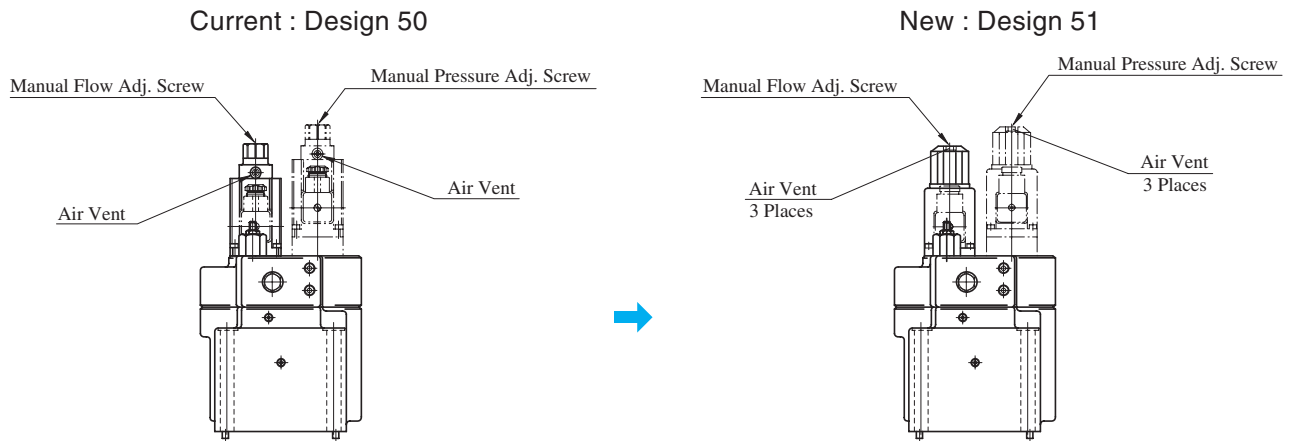 Current : Design 50
Manual Flow Adj. Screw
Manual Pressure Adj. Screw
Air Vent
Air Vent
New : Design 51
Manual Flow Adj. Screw
Manual Pressure Adj. Screw
Air Vent
3 Places
Air Vent
3 Places